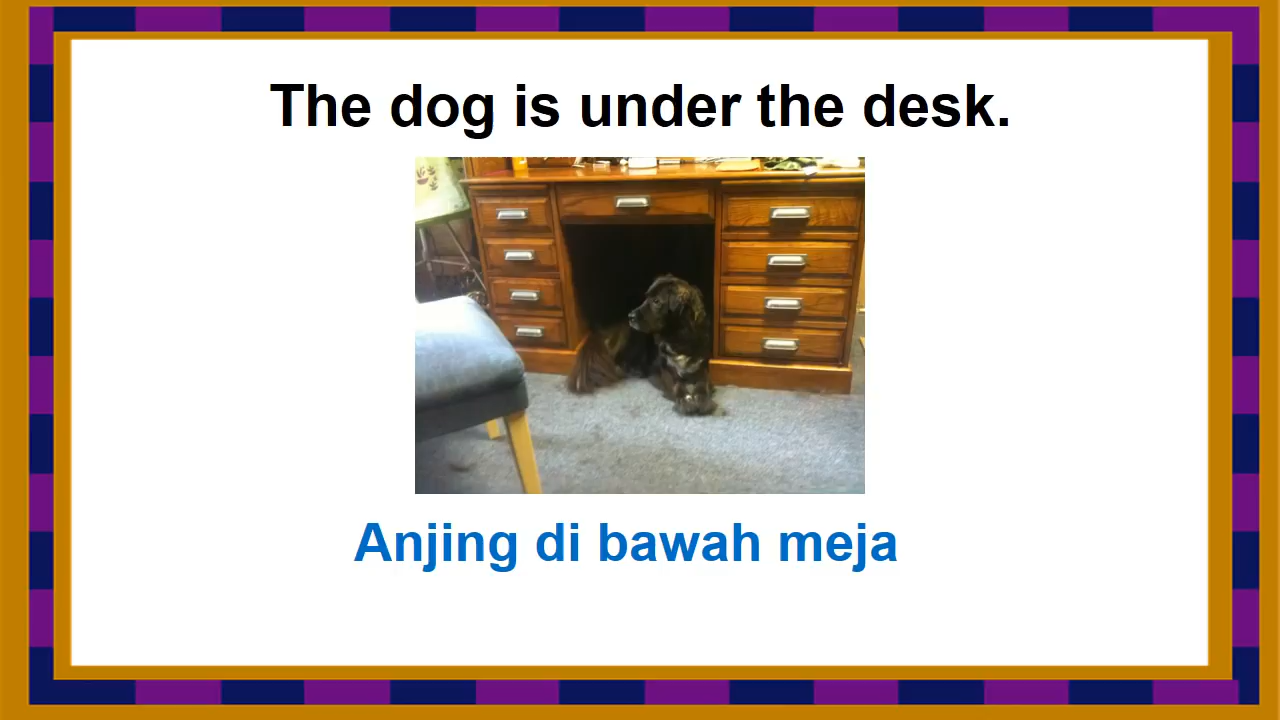 The dog is under the desk.
Anjing di bawah meja